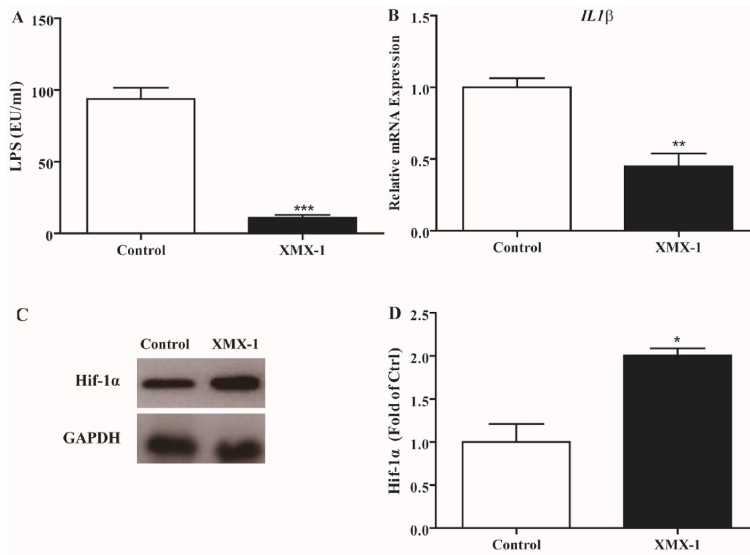 A
LPS (EU/ml)
150
100
50
0
***
Control XMX-1
B
IL1β
Relative mRNA Expression
1.5
1.0
0.5
0.0
**
Control XMX-1
C
Control XMX-1
Hif-1α
GAPDH
D
Hif-1α (Fold of Ctrl)
2.5
2.0
1.5
1.0
0.5
0.0
*
Control XMX-1